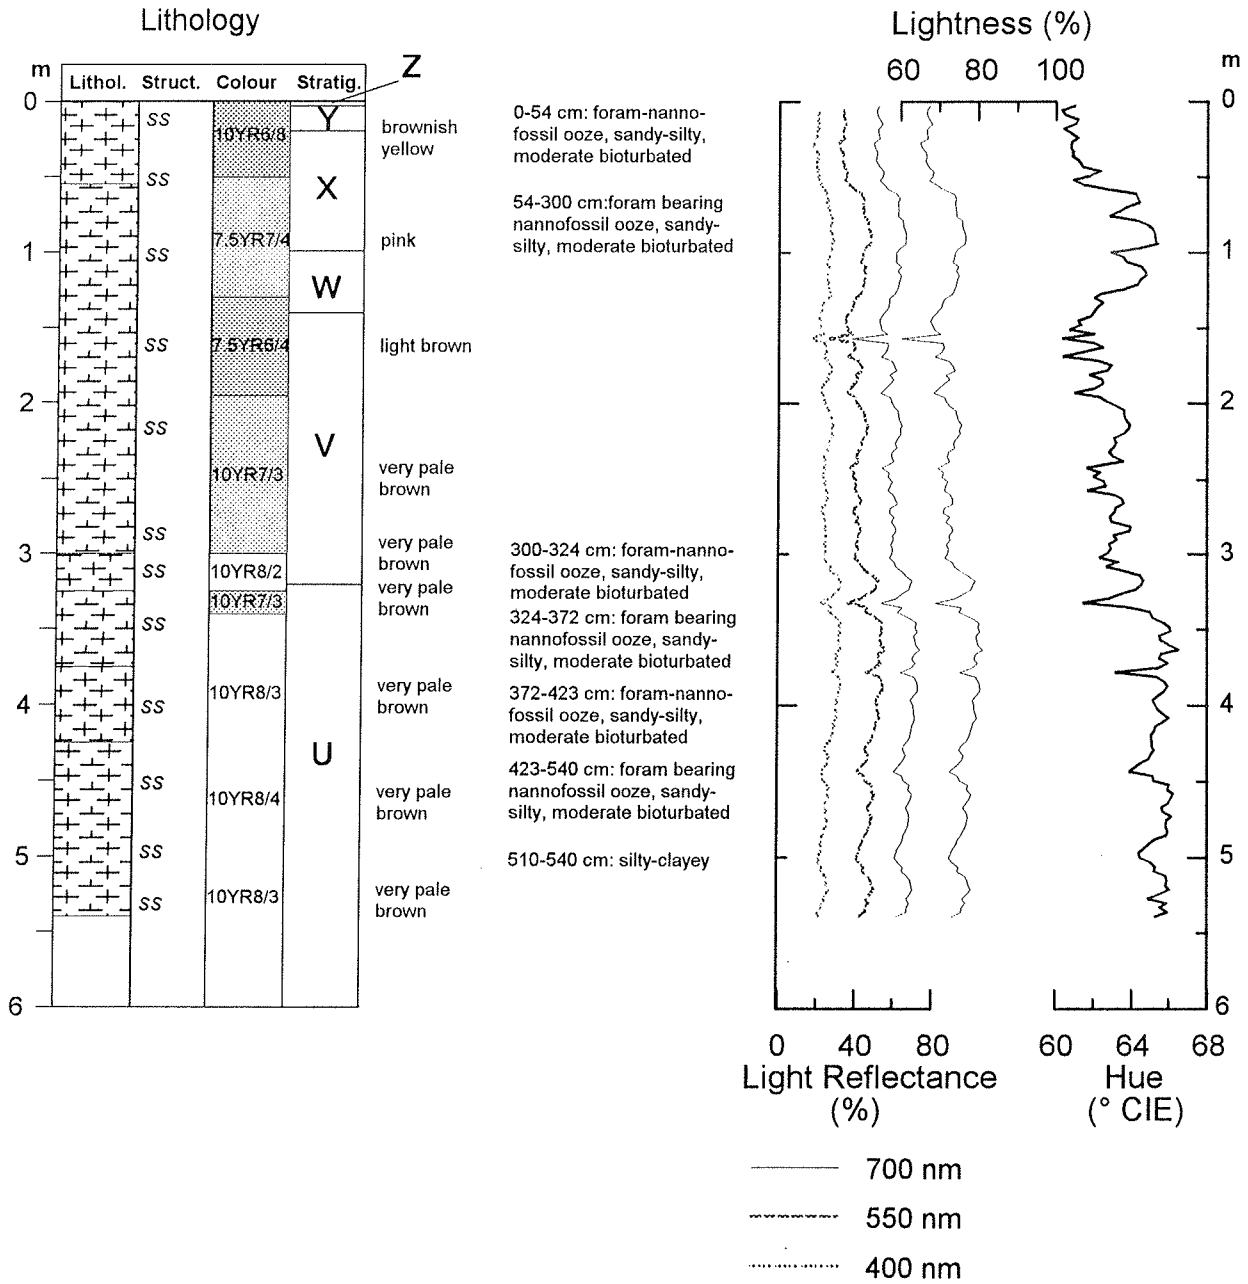 Lithology
Lightness (%)
m
Lithol.
Struct.
Colour
Stratig.
Z
60
80
100
m
0
1
2
3
4
5
6
SS
SS
SS
SS
SS
SS
SS
SS
SS
SS
SS
SS
10YR6/8
7.5YR7/4
7.5YR6/4
10YR7/3
10YR8/2
10YR7/3
10YR8/3
10YR8/4
10YR8/3
Y
X
W
V
U
brownish
yellow
pink
light brown
very pale
brown
very pale
brown
very pale
brown
very pale
brown
very pale
brown
very pale
brown
0-54 cm: foram-nanno-
fossil ooze, sandy-silty,
moderate bioturbated
54-300 cm:foram bearing
nannofossil ooze, sandy-
silty, moderate bioturbated
300-324 cm: foram-nanno-
fossil ooze, sandy-silty,
moderate bioturbated
324-372 cm: foram bearing
nannofossil ooze, sandy-
silty, moderate bioturbated
372-423 cm: foram-nanno-
fossil ooze, sandy-silty,
moderate bioturbated
423-540 cm: foram bearing
nannofossil ooze, sandy-
silty, moderate bioturbated
510-540 cm: silty-clayey
0
1
2
3
4
5
6
0
40
80
60
64
68
Light Reflectance
(%)
Hue
(° CIE)
700 nm
550 nm
400 nm